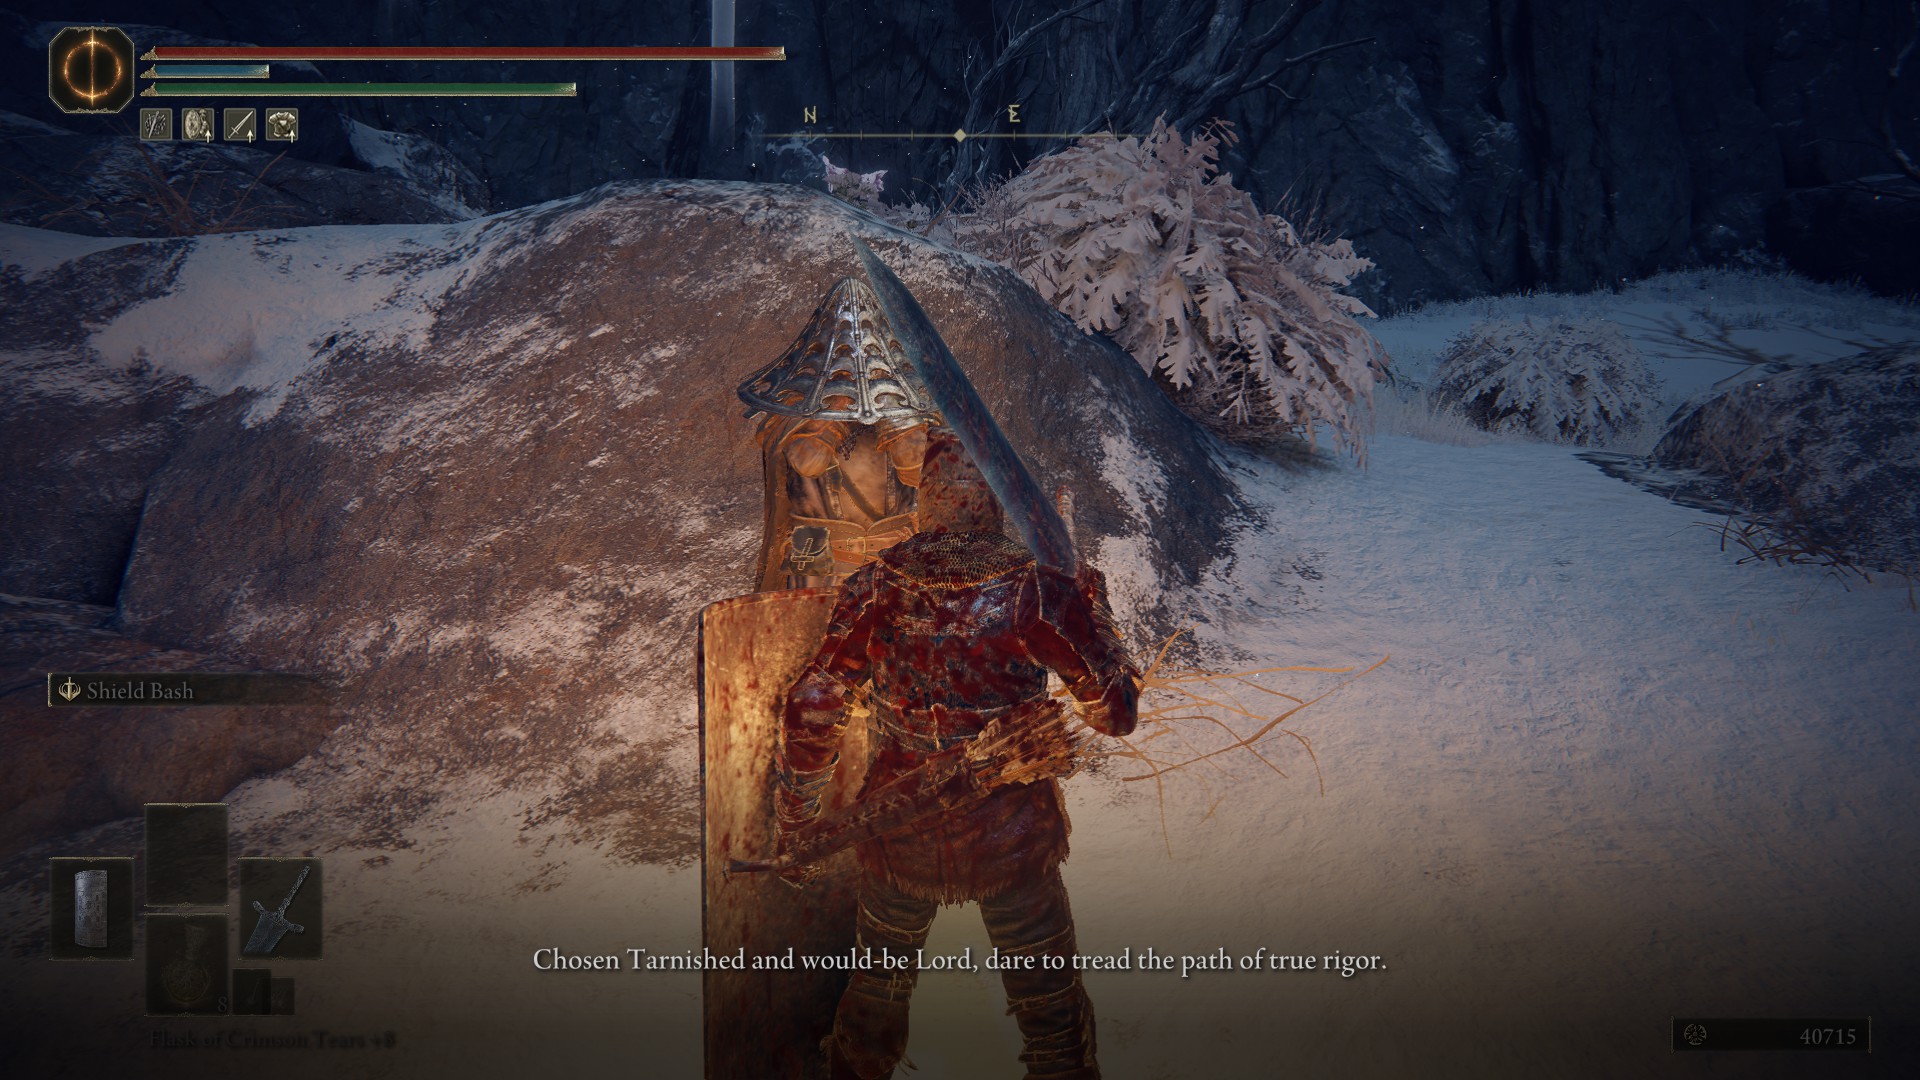 N E
Shield Bash
Chosen Tarnished and would-be Lord, dare to tread the path of true rigor.
8
Flask of Crimson Tears +8
40715